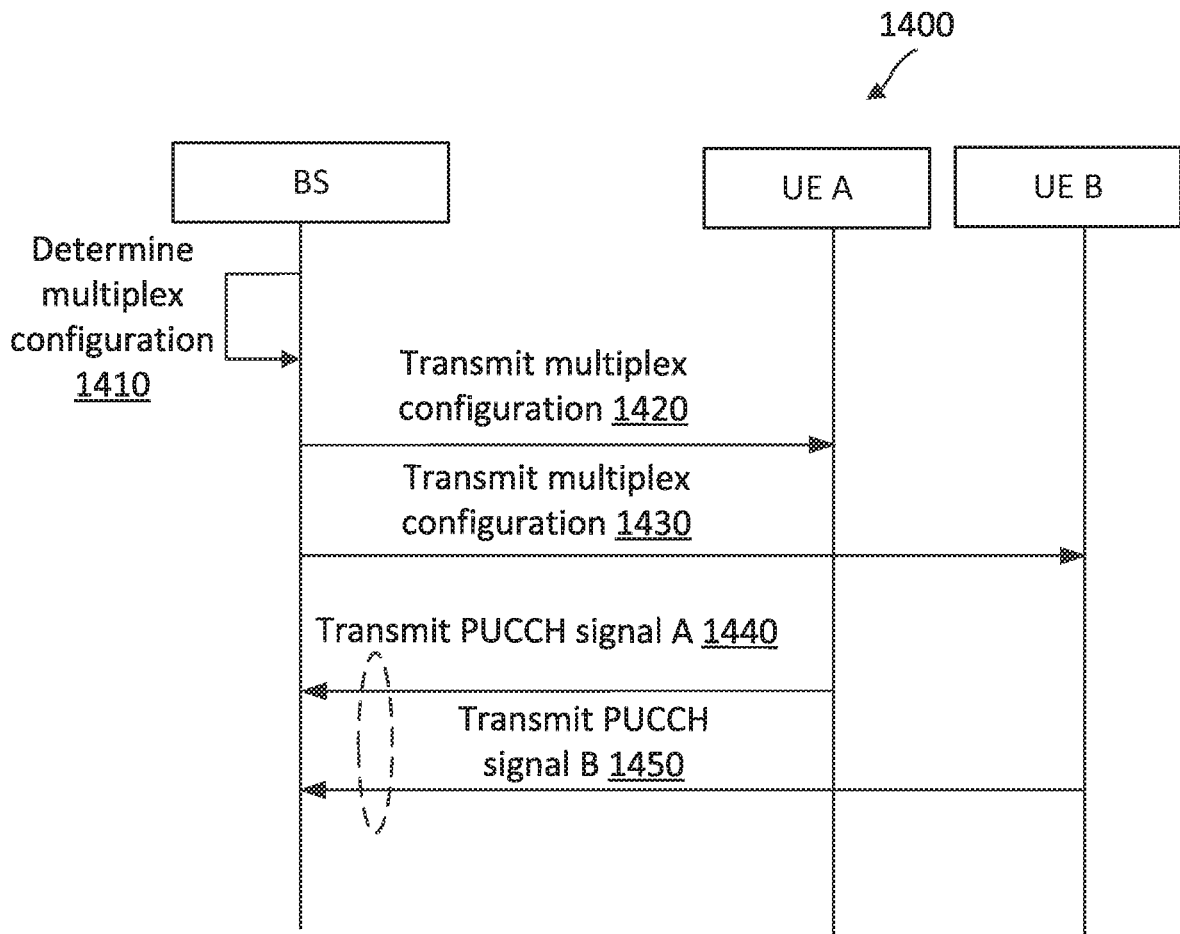 1400
BS
UE A
UE B
Determine
multiplex
configuration
1410
Transmit multiplex
configuration 1420
Transmit multiplex
configuration 1430
Transmit PUCCH signal A 1440
Transmit PUCCH
signal B 1450